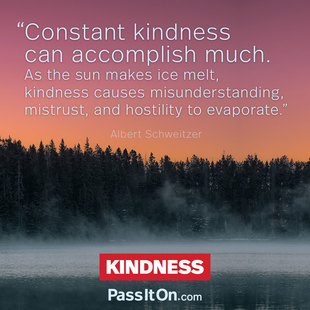 “Constant kindness
can accomplish much.
As the sun makes ice melt,
kindness causes misunderstanding,
mistrust, and hostility to evaporate.”
Albert Schweitzer
KINDNESS
PassItOn.com